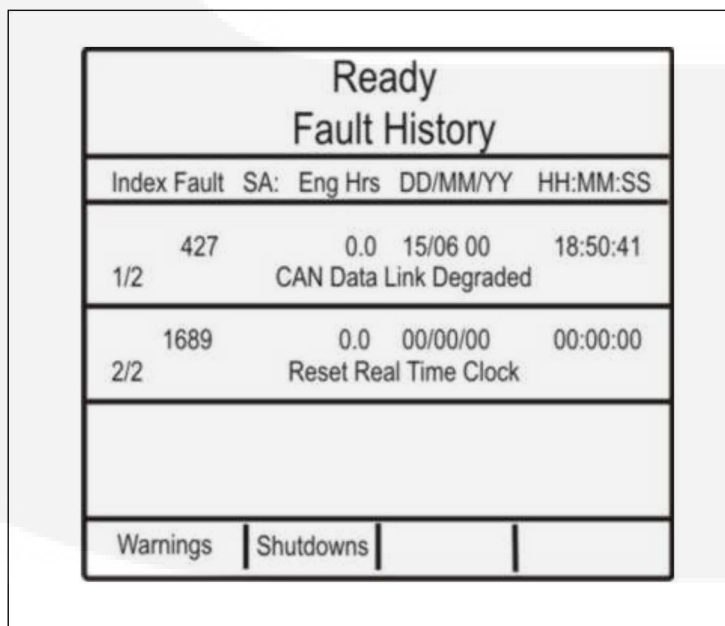 Ready
Fault History
Index Fault SA: Eng Hrs DD/MM/YY HH:MM:SS
427 0.0 15/06 00 18:50:41
1/2 CAN Data Link Degraded
1689 0.0 00/00/00 00:00:00
2/2 Reset Real Time Clock
Warnings Shutdowns